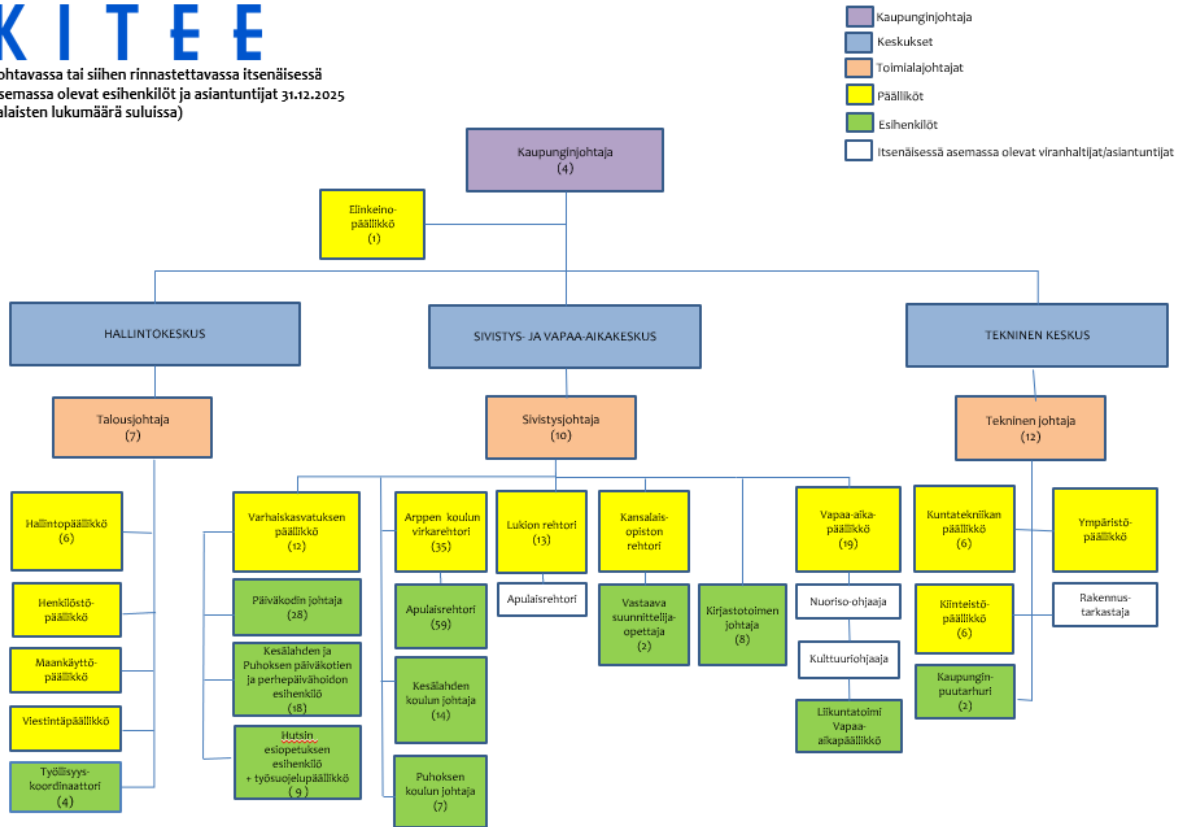 KITEE
ohtavassa tai siihen rinnastettavassa itsenäisessä
semassa olevat esihenkilöt ja asiantuntijat 31.12.2025
alaisten lukumäärä suluissa)
Kaupunginjohtaja
Keskukset
Toimialajohtajat
Päälliköt
Esihenkilöt
Itsenäisessä asemassa olevat viranhaltijat/asiantuntijat
Kaupunginjohtaja
(4)
Elinkeino-
päällikkö
(1)
HALLINTOKESKUS
SIVISTYS- JA VAPAA-AIKAKESKUS
TEKNINEN KESKUS
Talousjohtaja
(7)
Sivistysjohtaja
(10)
Tekninen johtaja
(12)
Hallintopäällikkö
(6)
Henkilöstö-
päällikkö
Maankäyttö-
päällikkö
Viestintäpäällikkö
Työllisyys-
koordinaattori
(4)
Varhaiskasvatuksen
päällikkö
(12)
Päiväkodin johtaja
(28)
Kesälahden ja
Puhoksen päiväkotien
ja perhepäivähoidon
esihenkilö
(18)
Hutsin
esiopetuksen
esihenkilö
+ työsuojelupäällikkö
( 9 )
Arppen koulun
virkarehtori
(35)
Apulaisrehtori
(59)
Kesälahden
koulun johtaja
(14)
Puhoksen
koulun johtaja
(7)
Lukion rehtori
(13)
Apulaisrehtori
Kansalais-
opiston
rehtori
Vastaava
suunnittelija-
opettaja
(2)
Kirjastotoimen
johtaja
(8)
Vapaa-aika-
päällikkö
(19)
Nuoriso-ohjaaja
Kulttuuriohjaaja
Liikuntatoimi
Vapaa-
aikapäällikkö
Kuntatekniikan
päällikkö
(6)
Kiinteistö-
päällikkö
(6)
Kaupungin-
puutarhuri
(2)
Ympäristö-
päällikkö
Rakennus-
tarkastaja